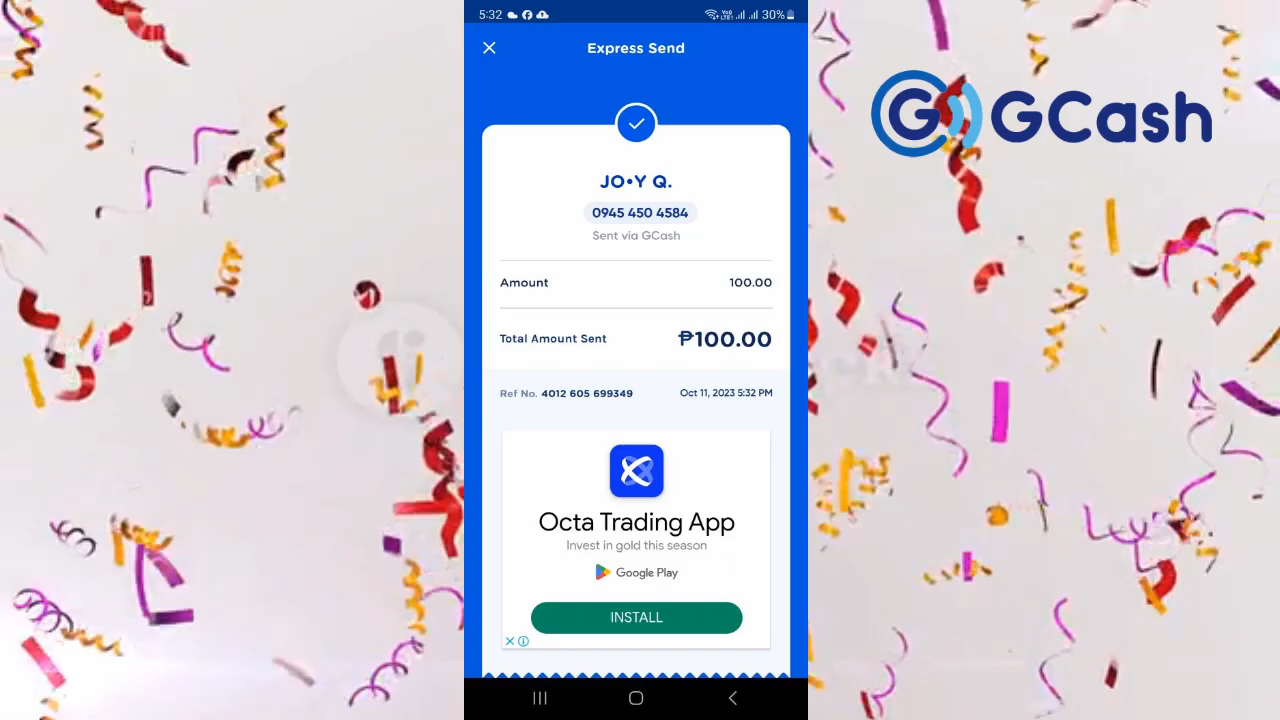 5:32
VoLTE1
30%
Express Send
GCash
JO•Y Q.
0945 450 4584
Sent via GCash
Amount 100.00
Total Amount Sent ₱100.00
Ref No. 4012 605 699349 Oct 11, 2023 5:32 PM
Octa Trading App
Invest in gold this season
Google Play
INSTALL